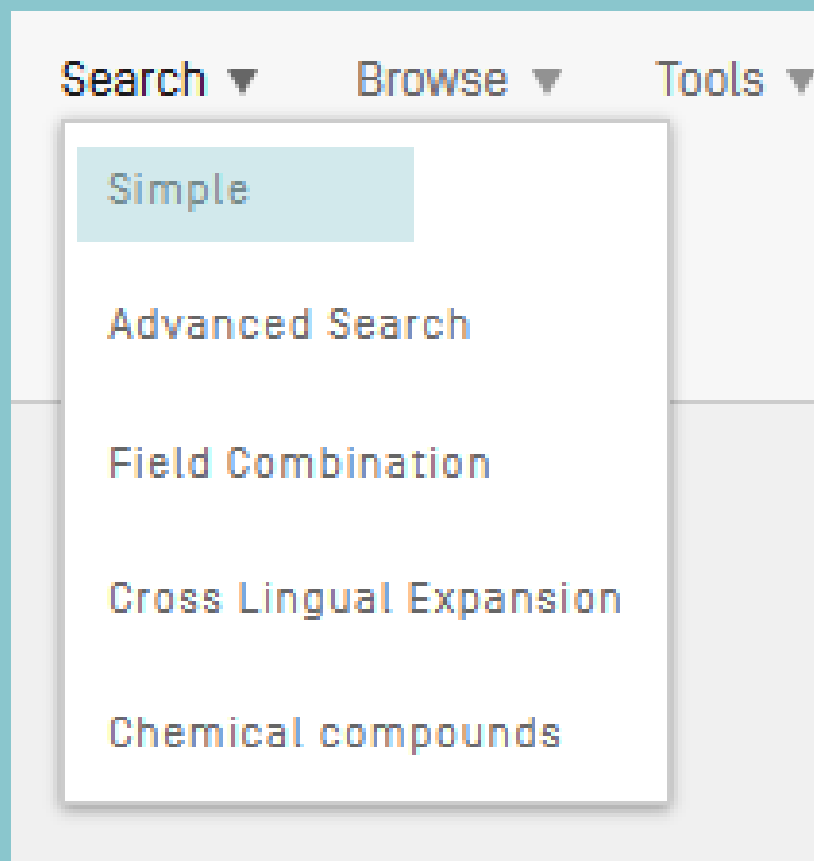 Search ▼ Browse ▼ Tools ▼
Simple
Advanced Search
Field Combination
Cross Lingual Expansion
Chemical compounds